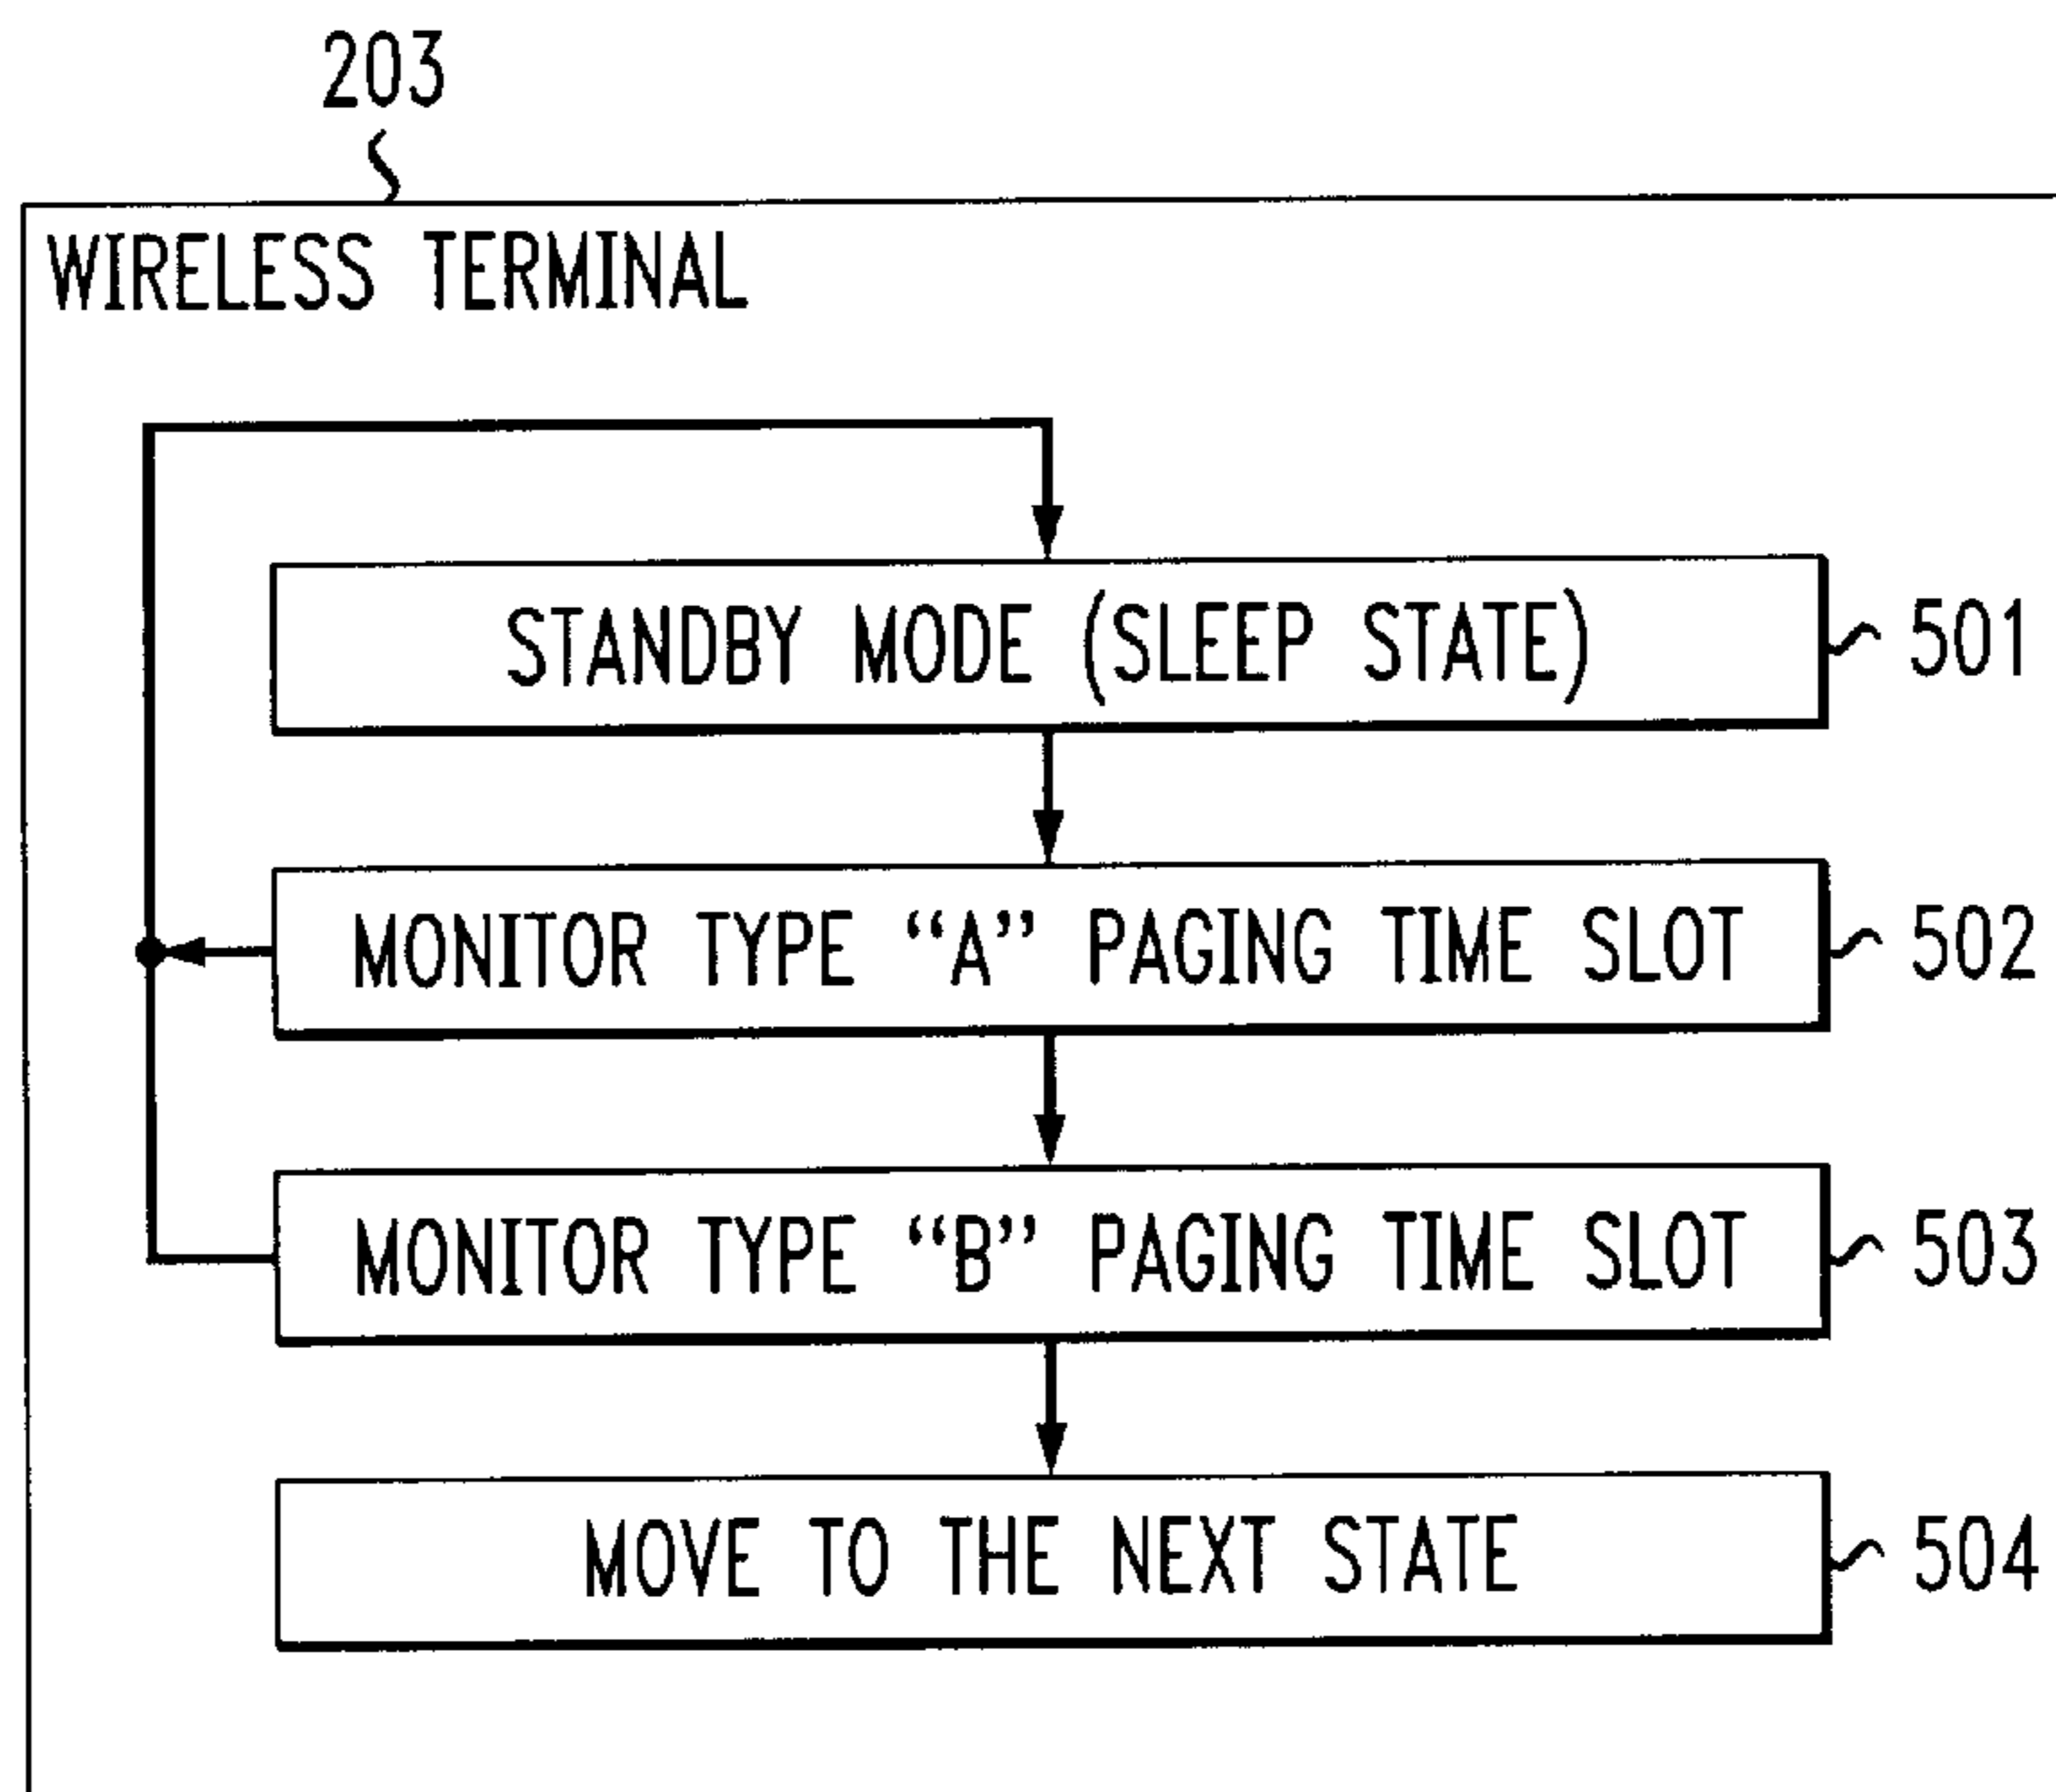 203
WIRELESS TERMINAL
STANDBY MODE (SLEEP STATE)
501
MONITOR TYPE “A” PAGING TIME SLOT
502
MONITOR TYPE “B” PAGING TIME SLOT
503
MOVE TO THE NEXT STATE
504